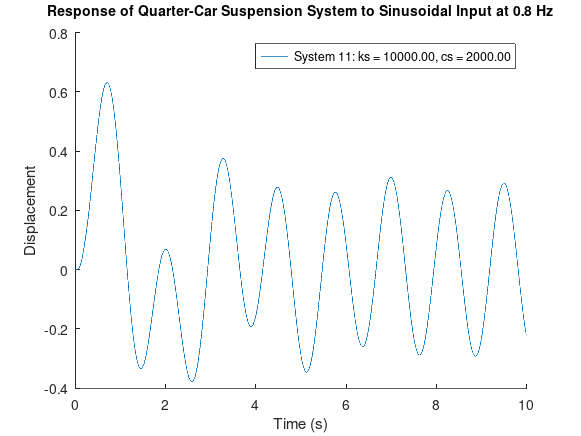 Response of Quarter-Car Suspension System to Sinusoidal Input at 0.8 Hz
System 11: ks = 10000.00, cs = 2000.00
Displacement
0.8
0.6
0.4
0.2
0
-0.2
-0.4
0 2 4 6 8 10
Time (s)